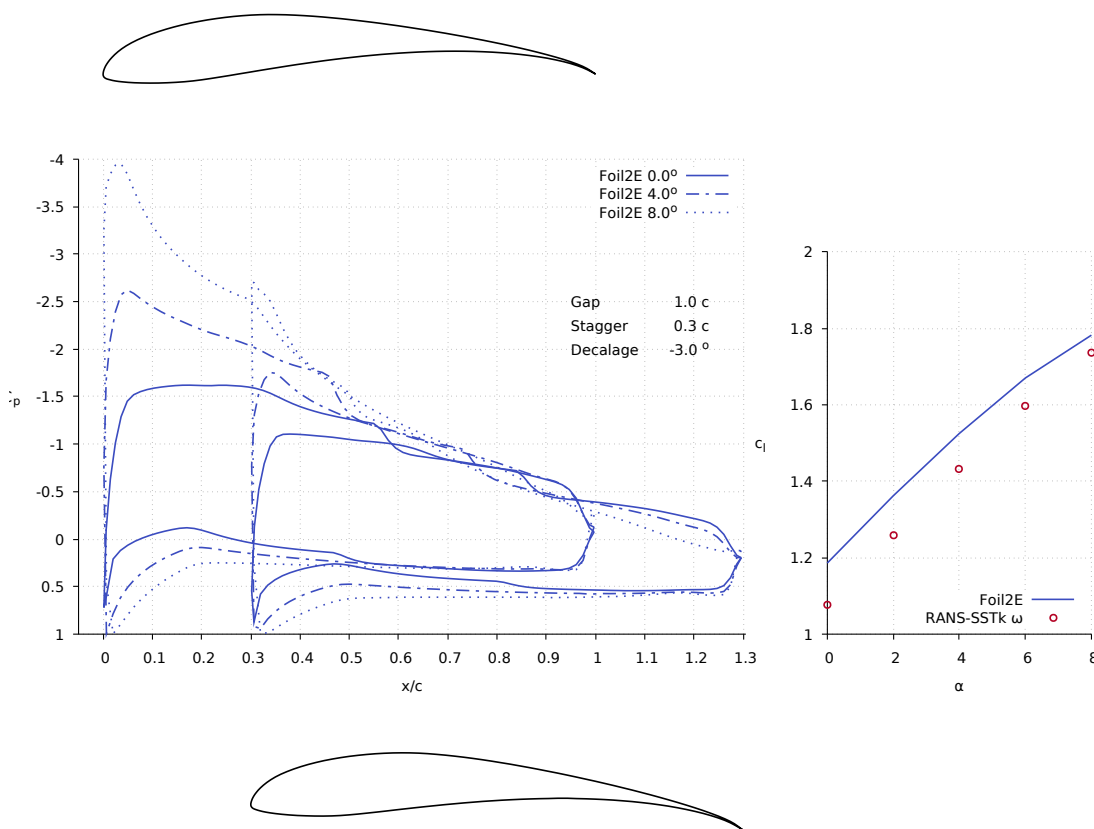 -4
-3.5
-3
-2.5
-2
-1.5
-1
-0.5
0
0.5
1
Foil2E 0.0º
Foil2E 4.0º
Foil2E 8.0º
Gap 1.0 c
Stagger 0.3 c
Decalage -3.0 º
0 0.1 0.2 0.3 0.4 0.5 0.6 0.7 0.8 0.9 1 1.1 1.2 1.3
x/c
2
1.8
1.6
1.4
1.2
1
cl
Foil2E
RANS-SSTk ω
0 2 4 6 8
α